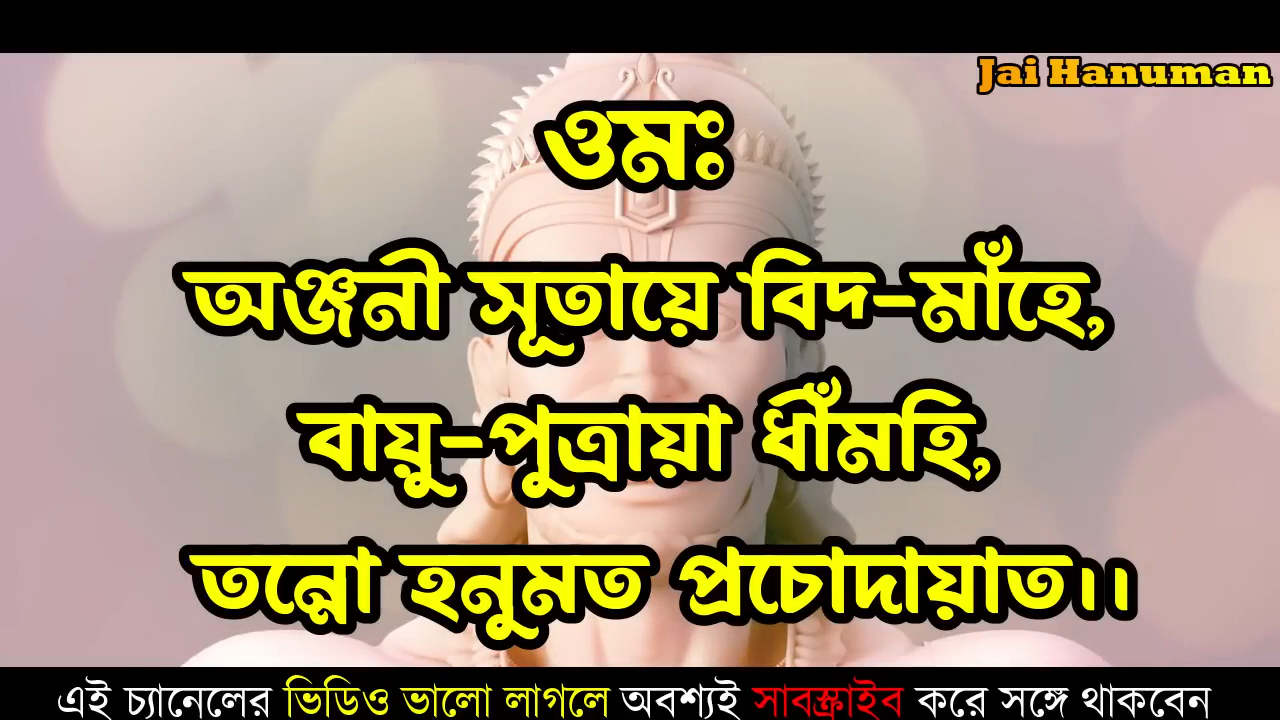 Jai Hanuman
ওমঃ
অঞ্জনী সূতায়ে বিদ-মাঁহে,
বায়ু-পুত্রায়া ধীঁমহি,
তন্নো হনুমত প্রচোদায়াত।।
এই চ্যানেলের ভিডিও ভালো লাগলে অবশ্যই সাবস্ক্রাইব করে সঙ্গে থাকবেন